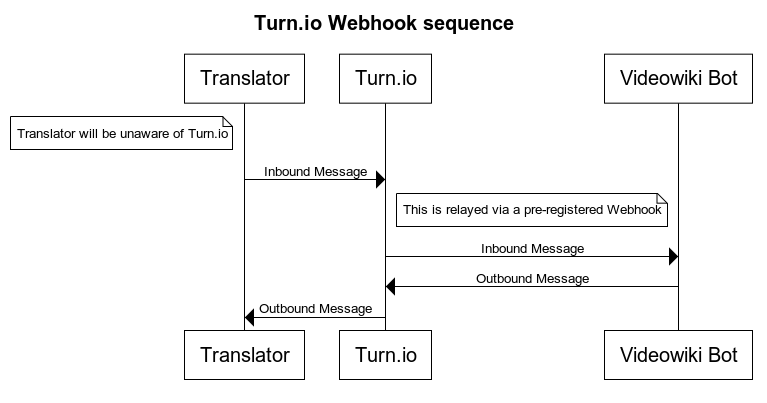 Turn.io Webhook sequence
Translator
Turn.io
Videowiki Bot
Translator will be unaware of Turn.io
Inbound Message
This is relayed via a pre-registered Webhook
Inbound Message
Outbound Message
Outbound Message
Translator
Turn.io
Videowiki Bot